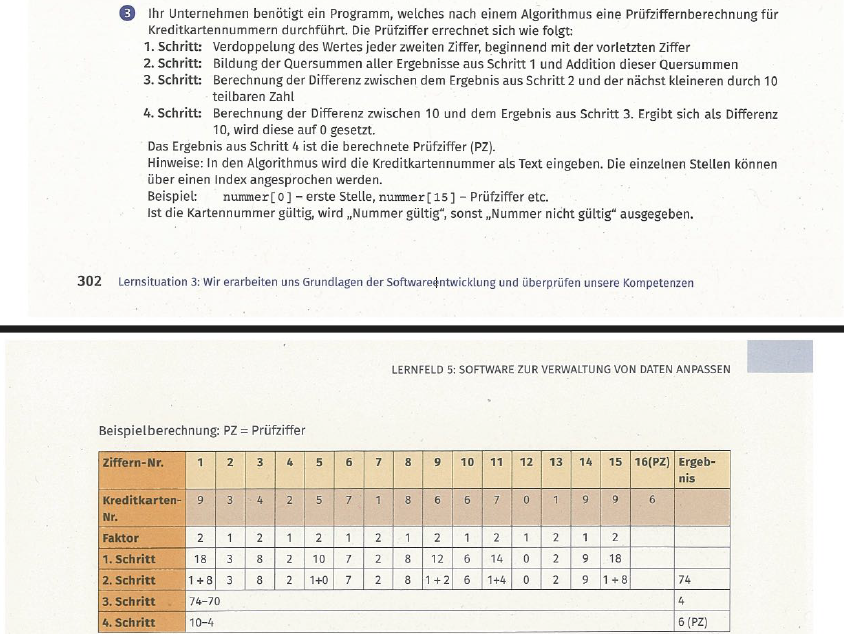 3 Ihr Unternehmen benötigt ein Programm, welches nach einem Algorithmus eine Prüfziffernberechnung für
Kreditkartennummern durchführt. Die Prüfziffer errechnet sich wie folgt:
1. Schritt: Verdoppelung des Wertes jeder zweiten Ziffer, beginnend mit der vorletzten Ziffer
2. Schritt: Bildung der Quersummen aller Ergebnisse aus Schritt 1 und Addition dieser Quersummen
3. Schritt: Berechnung der Differenz zwischen dem Ergebnis aus Schritt 2 und der nächst kleineren durch 10
teilbaren Zahl
4. Schritt: Berechnung der Differenz zwischen 10 und dem Ergebnis aus Schritt 3. Ergibt sich als Differenz
10, wird diese auf 0 gesetzt.
Das Ergebnis aus Schritt 4 ist die berechnete Prüfziffer (PZ).
Hinweise: In den Algorithmus wird die Kreditkartennummer als Text eingeben. Die einzelnen Stellen können
über einen Index angesprochen werden.
Beispiel: nummer[0] – erste Stelle, nummer[15] – Prüfziffer etc.
Ist die Kartennummer gültig, wird „Nummer gültig“, sonst „Nummer nicht gültig“ ausgegeben.
302 Lernsituation 3: Wir erarbeiten uns Grundlagen der Softwareentwicklung und überprüfen unsere Kompetenzen
LERNFELD 5: SOFTWARE ZUR VERWALTUNG VON DATEN ANPASSEN
Beispielberechnung: PZ = Prüfziffer
Ziffern-Nr. 1 2 3 4 5 6 7 8 9 10 11 12 13 14 15 16(PZ) Ergeb-
nis
Kreditkarten- 9 3 4 2 5 7 1 8 6 6 7 0 1 9 9 6
Nr.
Faktor 2 1 2 1 2 1 2 1 2 1 2 1 2 1 2
1. Schritt 18 3 8 2 10 7 2 8 12 6 14 0 2 9 18
2. Schritt 1+8 3 8 2 1+0 7 2 8 1+2 6 1+4 0 2 9 1+8 74
3. Schritt 74–70 4
4. Schritt 10–4 6 (PZ)